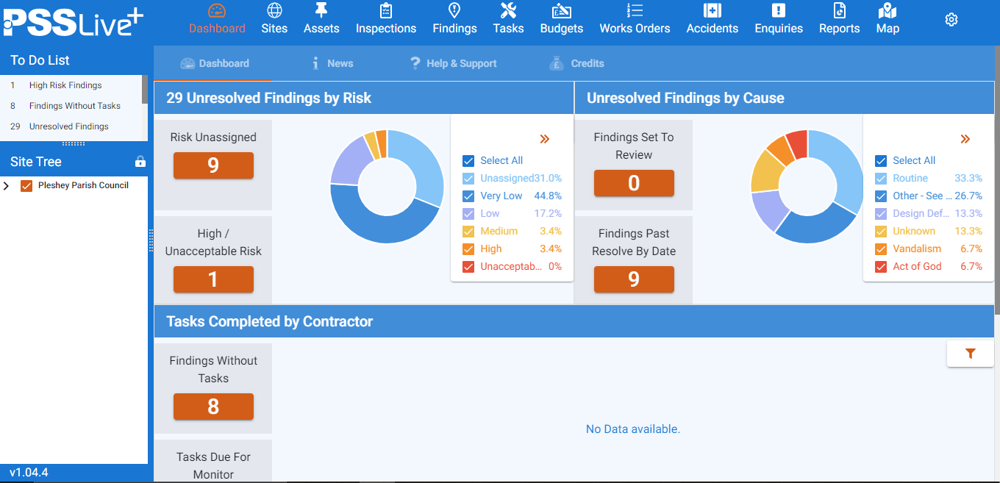 PSSLive+
Dashboard
Sites
Assets
Inspections
Findings
Tasks
Budgets
Works Orders
Accidents
Enquiries
Reports
Map
To Do List
1 High Risk Findings
8 Findings Without Tasks
29 Unresolved Findings
Site Tree
Pleshey Parish Council
v1.04.4
Dashboard
News
Help & Support
Credits
29 Unresolved Findings by Risk
Risk Unassigned
9
High /
Unacceptable Risk
1
Select All
Unassigned31.0%
Very Low 44.8%
Low 17.2%
Medium 3.4%
High 3.4%
Unacceptab... 0%
Unresolved Findings by Cause
Findings Set To
Review
0
Findings Past
Resolve By Date
9
Select All
Routine 33.3%
Other - See ... 26.7%
Design Def... 13.3%
Unknown 13.3%
Vandalism 6.7%
Act of God 6.7%
Tasks Completed by Contractor
Findings Without
Tasks
8
Tasks Due For
Monitor
No Data available.